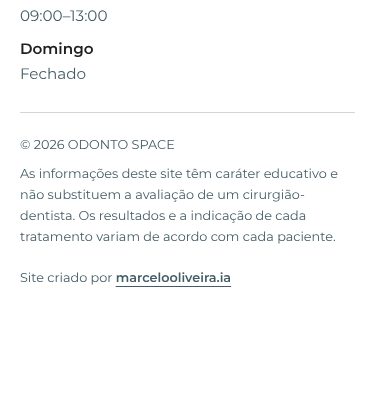 09:00–13:00
Domingo
Fechado
© 2026 ODONTO SPACE
As informações deste site têm caráter educativo e
não substituem a avaliação de um cirurgião-
dentista. Os resultados e a indicação de cada
tratamento variam de acordo com cada paciente.
Site criado por marcelooliveira.ia